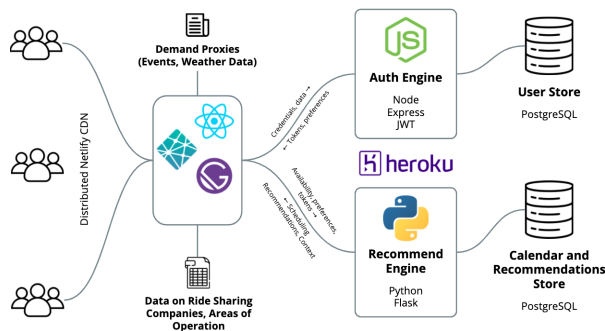 Demand Proxies
(Events, Weather Data)
Distributed Netlify CDN
Credentials, data →
← Tokens, preferences
JS
Auth Engine
Node
Express
JWT
User Store
PostgreSQL
heroku
Availability, preferences,
tokens →
← Scheduling
Recommendations, Context
Recommend
Engine
Python
Flask
Calendar and
Recommendations
Store
PostgreSQL
Data on Ride Sharing
Companies, Areas of
Operation